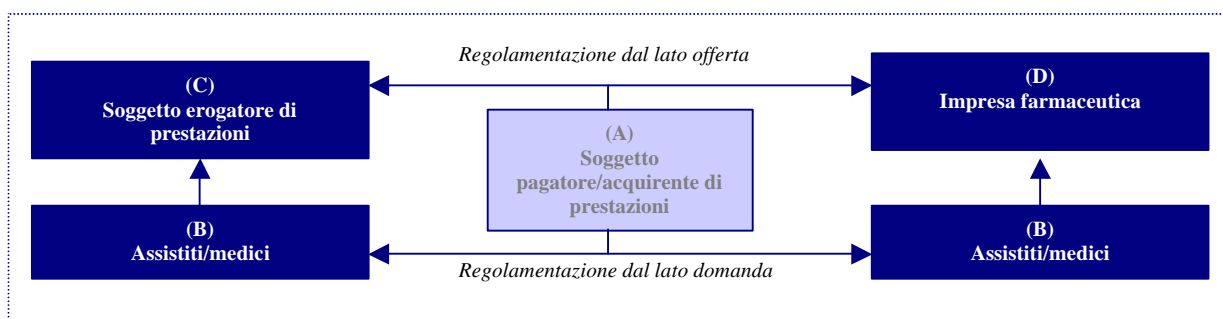 Regolamentazione dal lato offerta
(C)
Soggetto erogatore di
prestazioni
(D)
Impresa farmaceutica
(A)
Soggetto
pagatore/acquirente di
prestazioni
(B)
Assistiti/medici
(B)
Assistiti/medici
Regolamentazione dal lato domanda